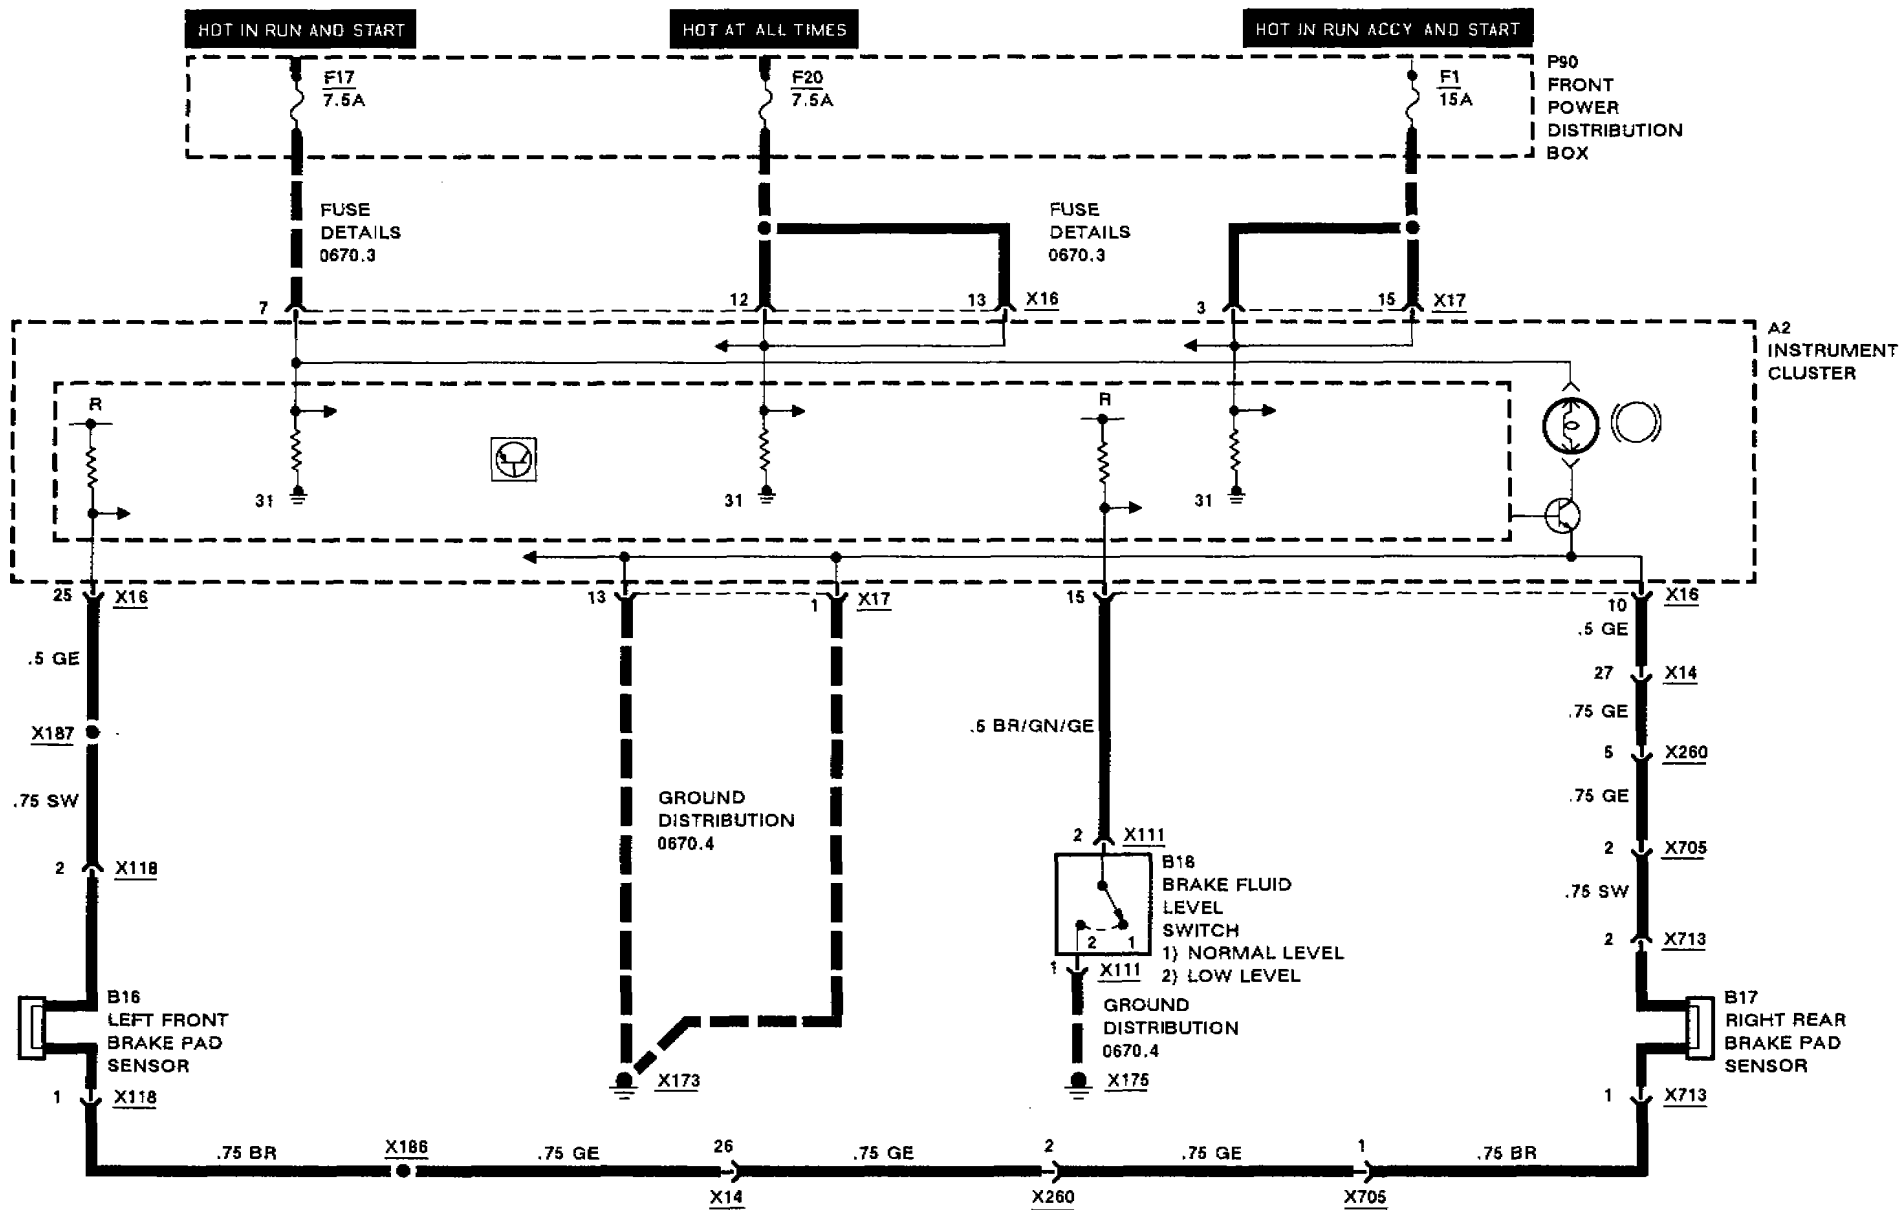 HOT IN RUN AND START
HOT AT ALL TIMES
HOT IN RUN ACCY AND START
F17
7.5A
F20
7.5A
F1
15A
P90
FRONT
POWER
DISTRIBUTION
BOX
FUSE
DETAILS
0670.3
FUSE
DETAILS
0670.3
7
12
13
X16
3
15
X17
A2
INSTRUMENT
CLUSTER
R
R
31
31
31
25
X16
13
1
X17
15
10
X16
.5 GE
.5 GE
27
X14
.75 GE
X187
.5 BR/GN/GE
5
X260
.75 GE
.75 SW
GROUND
DISTRIBUTION
0670.4
2
X118
2
X111
2
X705
.75 SW
B18
BRAKE FLUID
LEVEL
SWITCH
1) NORMAL LEVEL
2) LOW LEVEL
2
1
2
X713
1
X111
GROUND
DISTRIBUTION
0670.4
B16
LEFT FRONT
BRAKE PAD
SENSOR
B17
RIGHT REAR
BRAKE PAD
SENSOR
X173
X175
1
X118
1
X713
.75 BR
X186
.75 GE
26
X14
.75 GE
2
X260
.75 GE
1
X705
.75 BR